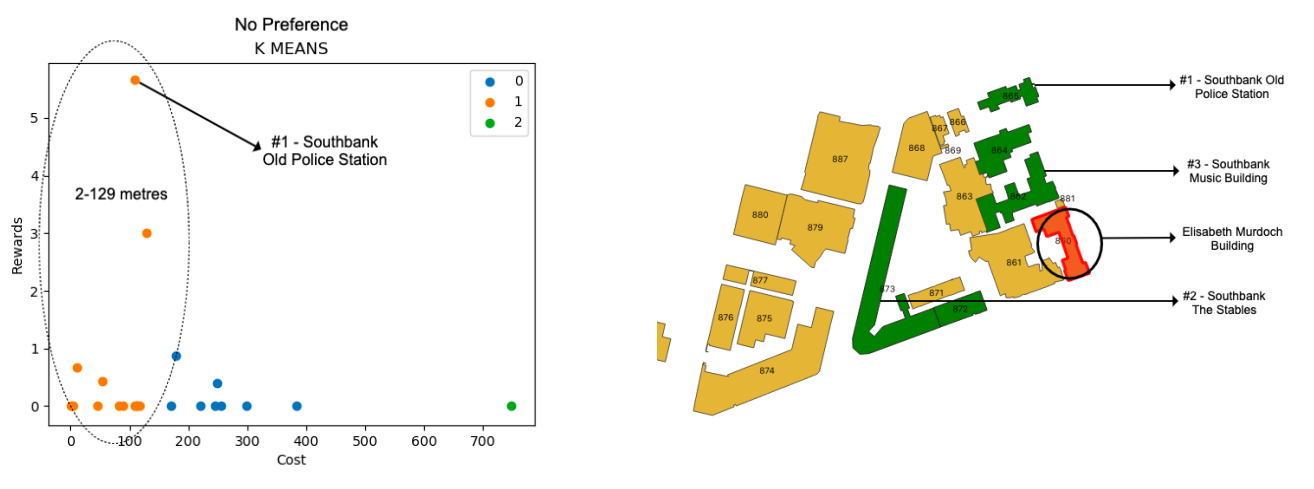 No Preference
K MEANS
0
1
2
#1 - Southbank
Old Police Station
2-129 metres
Rewards
5
4
3
2
1
0
0
100
200
300
400
500
600
700
Cost
#1 - Southbank Old
Police Station
#3 - Southbank
Music Building
Elisabeth Murdoch
Building
#2 - Southbank
The Stables
887
868
867
866
869
864
863
862
881
880
879
861
877
873
871
872
876
875
874